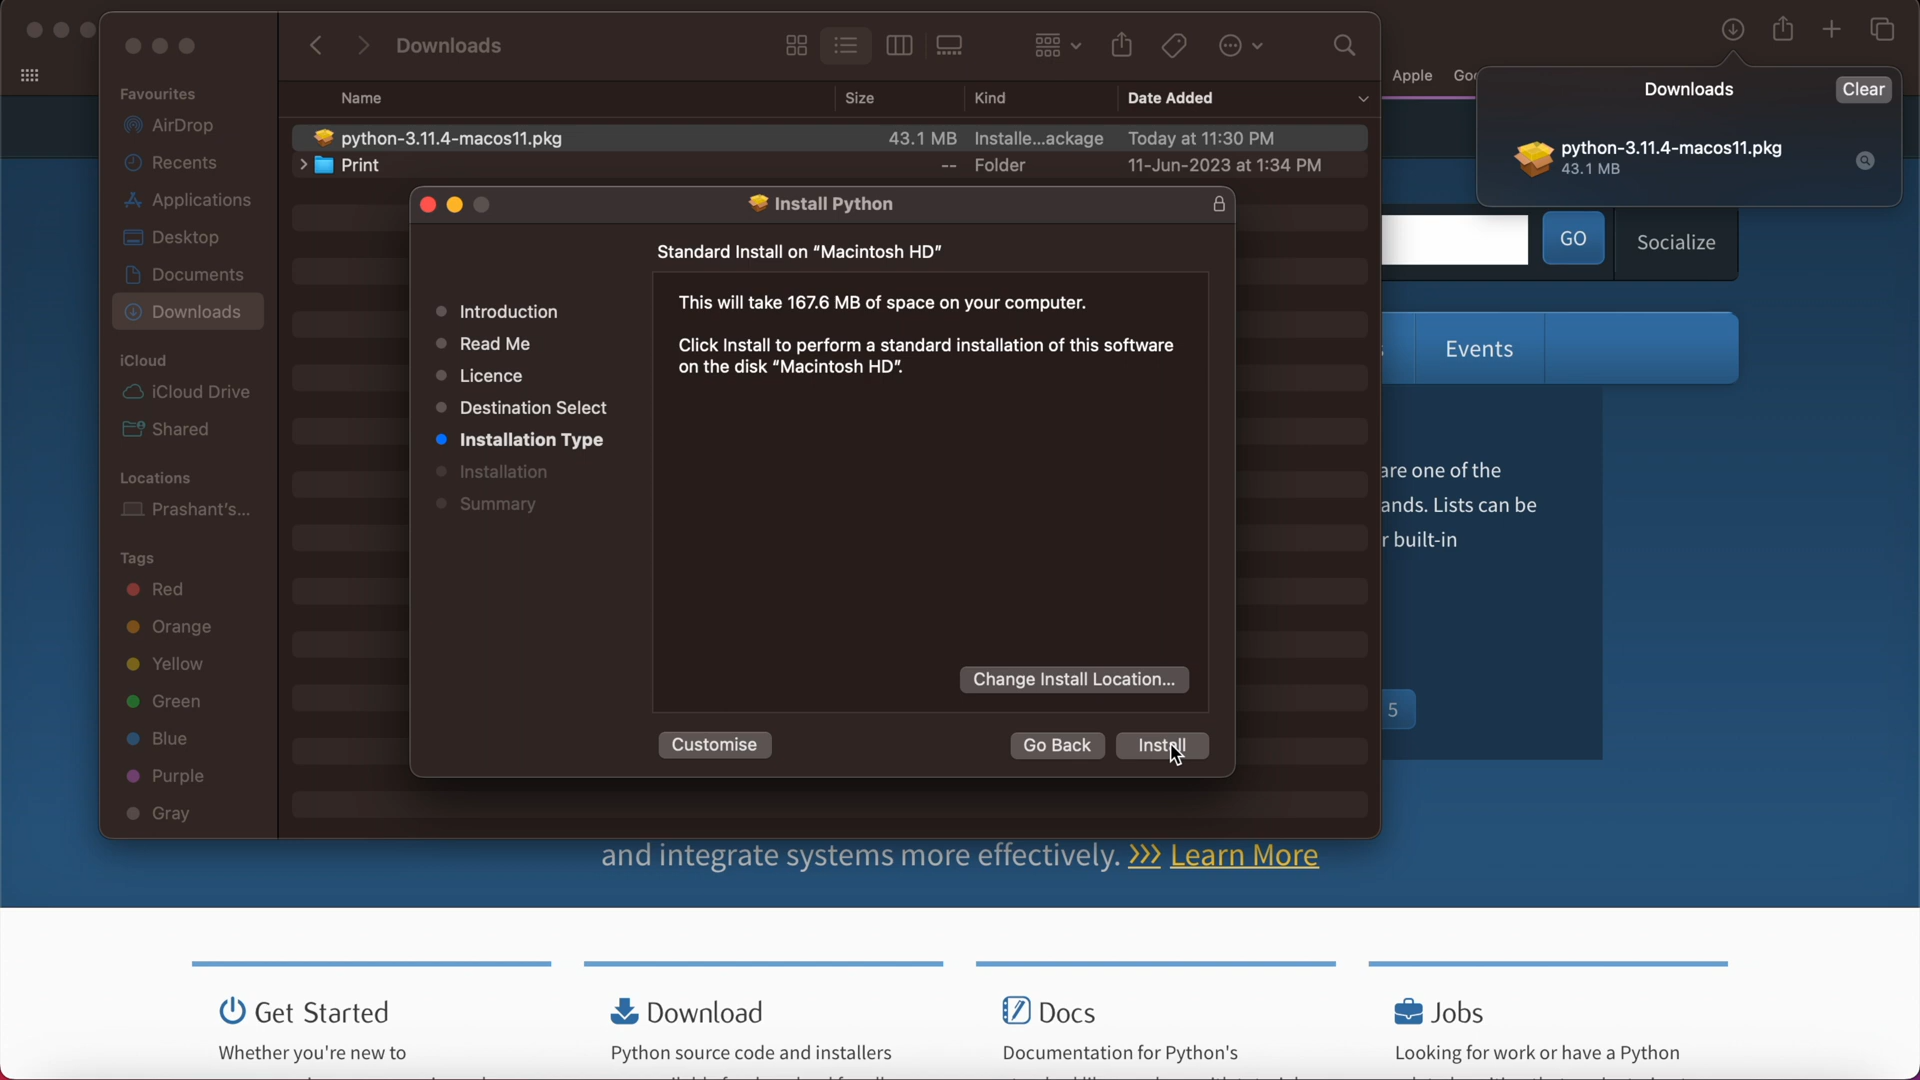 Downloads
Name Size Kind Date Added
python-3.11.4-macos11.pkg 43.1 MB Installe...ackage Today at 11:30 PM
Print -- Folder 11-Jun-2023 at 1:34 PM
Favourites
AirDrop
Recents
Applications
Desktop
Documents
Downloads
iCloud
iCloud Drive
Shared
Locations
Prashant's...
Tags
Red
Orange
Yellow
Green
Blue
Purple
Gray
Install Python
Standard Install on “Macintosh HD”
Introduction
Read Me
Licence
Destination Select
Installation Type
Installation
Summary
This will take 167.6 MB of space on your computer.
Click Install to perform a standard installation of this software
on the disk “Macintosh HD”.
Change Install Location...
Customise Go Back Install
Apple
Downloads Clear
python-3.11.4-macos11.pkg
43.1 MB
GO Socialize
Events
are one of the
ands. Lists can be
r built-in
5
and integrate systems more effectively. >>> Learn More
Get Started
Whether you're new to
Download
Python source code and installers
Docs
Documentation for Python's
Jobs
Looking for work or have a Python